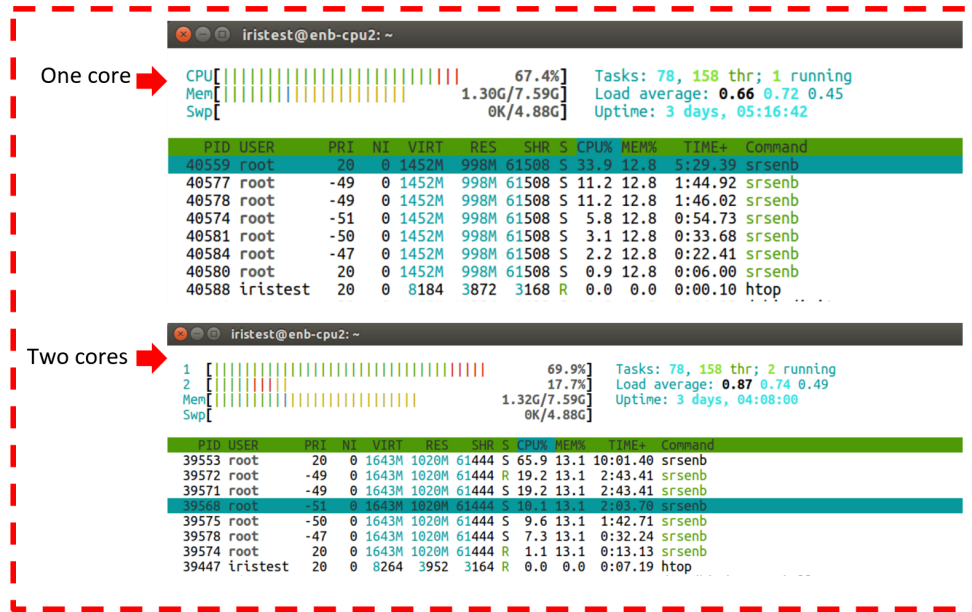 iristest@enb-cpu2: ~
One core
CPU[ 67.4%] Tasks: 78, 158 thr; 1 running
Mem[ 1.30G/7.59G] Load average: 0.66 0.72 0.45
Swp[ 0K/4.88G] Uptime: 3 days, 05:16:42
PID USER PRI NI VIRT RES SHR S CPU% MEM% TIME+ Command
40559 root 20 0 1452M 998M 61508 S 33.9 12.8 5:29.39 srsenb
40577 root -49 0 1452M 998M 61508 S 11.2 12.8 1:44.92 srsenb
40578 root -49 0 1452M 998M 61508 S 11.2 12.8 1:46.02 srsenb
40574 root -51 0 1452M 998M 61508 S 5.8 12.8 0:54.73 srsenb
40581 root -50 0 1452M 998M 61508 S 3.1 12.8 0:33.68 srsenb
40584 root -47 0 1452M 998M 61508 S 2.2 12.8 0:22.41 srsenb
40580 root 20 0 1452M 998M 61508 S 0.9 12.8 0:06.00 srsenb
40588 iristest 20 0 8184 3872 3168 R 0.0 0.0 0:00.10 htop
iristest@enb-cpu2: ~
Two cores
1 [ 69.9%] Tasks: 78, 158 thr; 2 running
2 [ 17.7%] Load average: 0.87 0.74 0.49
Mem[ 1.32G/7.59G] Uptime: 3 days, 04:08:00
Swp[ 0K/4.88G]
PID USER PRI NI VIRT RES SHR S CPU% MEM% TIME+ Command
39553 root 20 0 1643M 1020M 61444 S 65.9 13.1 10:01.40 srsenb
39572 root -49 0 1643M 1020M 61444 R 19.2 13.1 2:43.41 srsenb
39571 root -49 0 1643M 1020M 61444 S 19.2 13.1 2:43.41 srsenb
39568 root -51 0 1643M 1020M 61444 S 10.1 13.1 2:03.70 srsenb
39575 root -50 0 1643M 1020M 61444 S 9.6 13.1 1:42.71 srsenb
39578 root -47 0 1643M 1020M 61444 S 7.3 13.1 0:32.24 srsenb
39574 root 20 0 1643M 1020M 61444 R 1.1 13.1 0:13.13 srsenb
39447 iristest 20 0 8264 3952 3164 R 0.0 0.0 0:07.19 htop